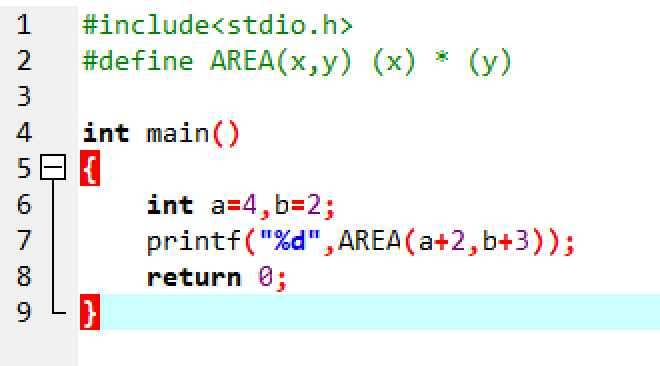 1 #include<stdio.h>
2 #define AREA(x,y) (x) * (y)
3
4 int main()
5 {
6     int a=4,b=2;
7     printf("%d",AREA(a+2,b+3));
8     return 0;
9 }